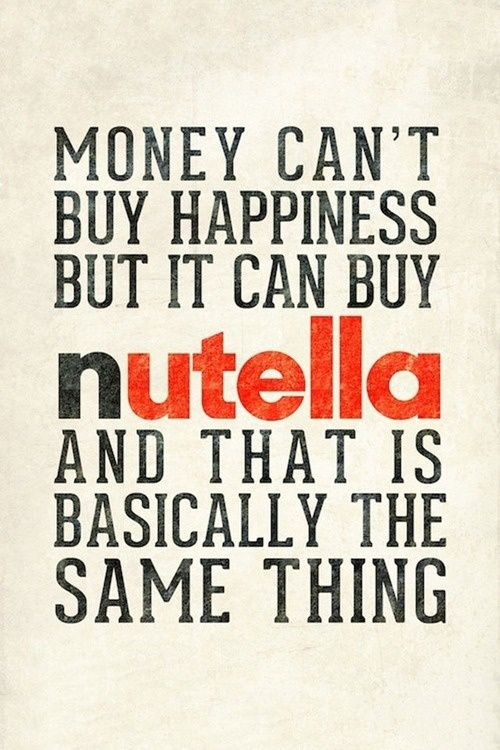 MONEY CAN'T
BUY HAPPINESS
BUT IT CAN BUY
nutella
AND THAT IS
BASICALLY THE
SAME THING